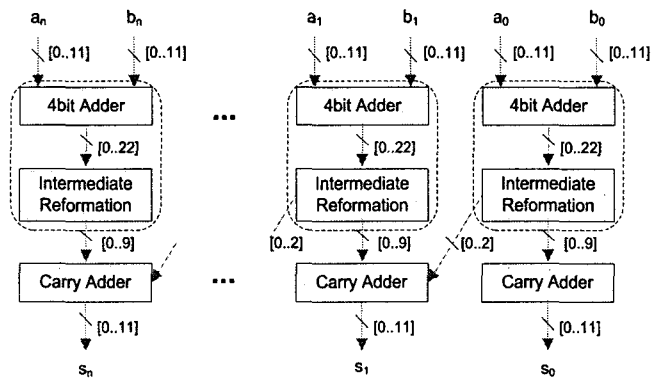 aₙ bₙ a₁ b₁ a₀ b₀
[0..11] [0..11] [0..11] [0..11] [0..11] [0..11]
4bit Adder ... 4bit Adder 4bit Adder
[0..22] [0..22] [0..22]
Intermediate Reformation Intermediate Reformation Intermediate Reformation
[0..9] [0..2] [0..9] [0..2] [0..9]
Carry Adder ... Carry Adder Carry Adder
[0..11] [0..11] [0..11]
sₙ s₁ s₀